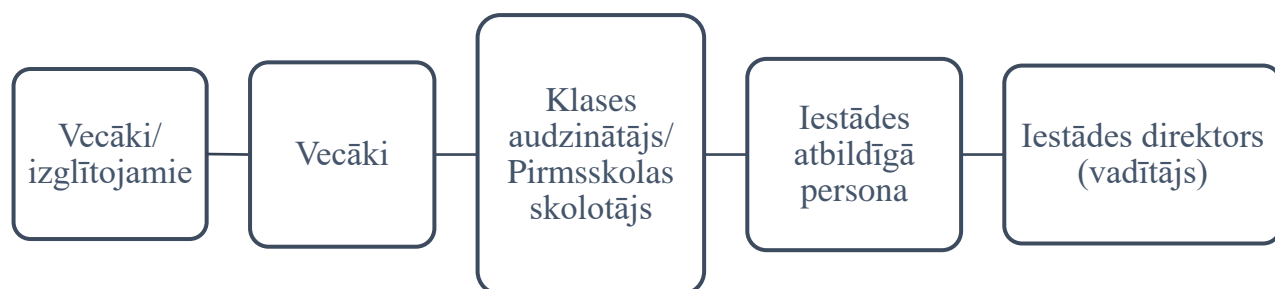 Vecāki/
izglītojamie
Vecāki
Klases
audzinātājs/
Pirmsskolas
skolotājs
Iestādes
atbildīgā
persona
Iestādes direktors
(vadītājs)